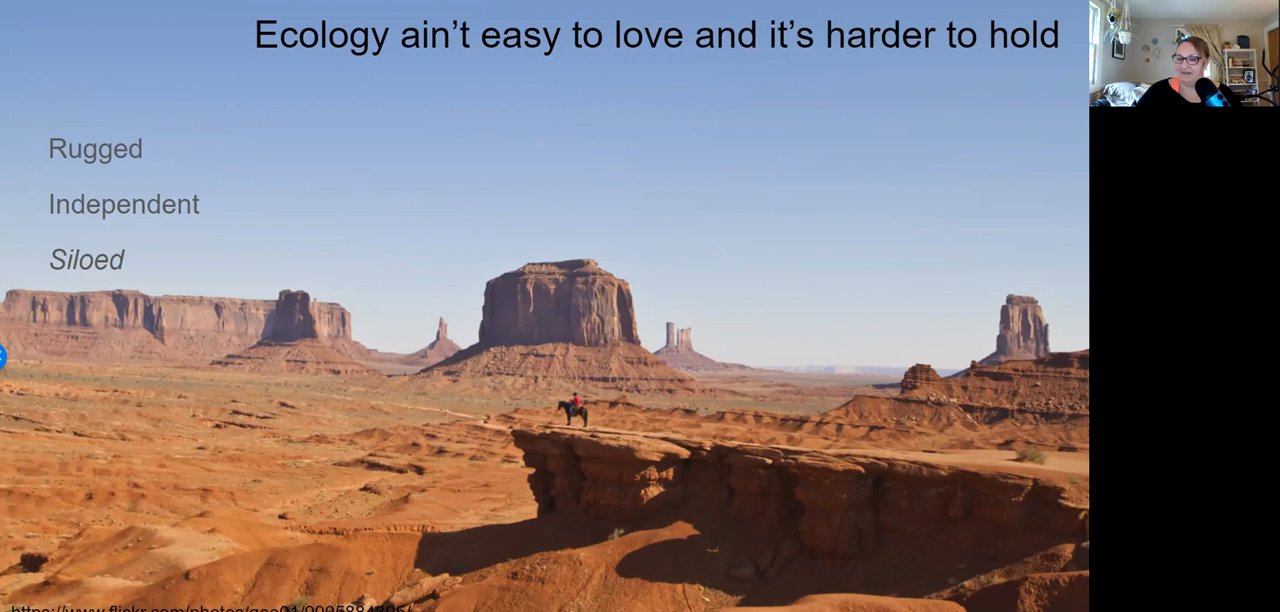 Ecology ain’t easy to love and it’s harder to hold
Rugged
Independent
Siloed